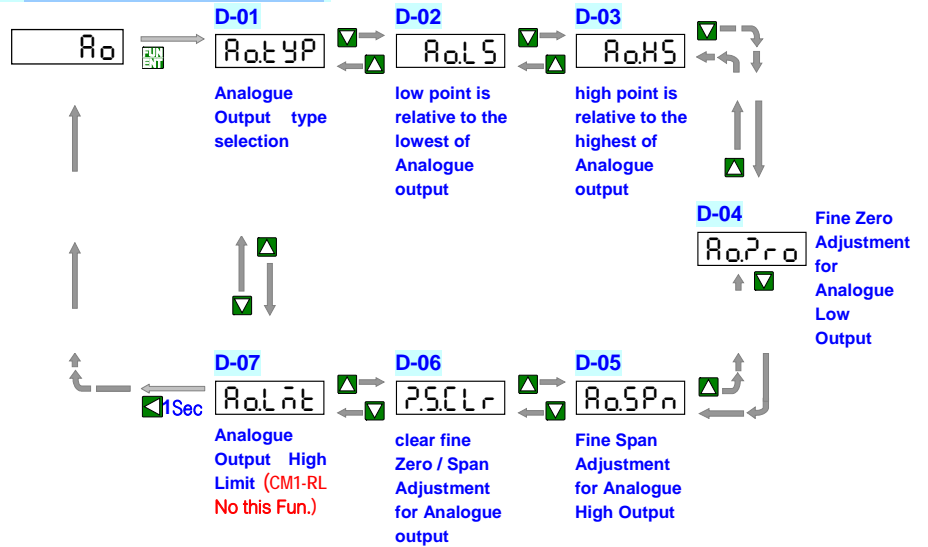 D-01
D-02
D-03
Ao
FUN
ENT
Ao.tYP
Ao.LS
Ao.HS
Analogue
Output type
selection
low point is
relative to the
lowest of
Analogue
output
high point is
relative to the
highest of
Analogue
output
D-04
Ao.Zro
Fine Zero
Adjustment
for
Analogue
Low
Output
D-07
D-06
D-05
1Sec
Ao.Lmt
Z.S.CLr
Ao.SPn
Analogue
Output High
Limit (CM1-RL
No this Fun.)
clear fine
Zero / Span
Adjustment
for Analogue
output
Fine Span
Adjustment
for Analogue
High Output